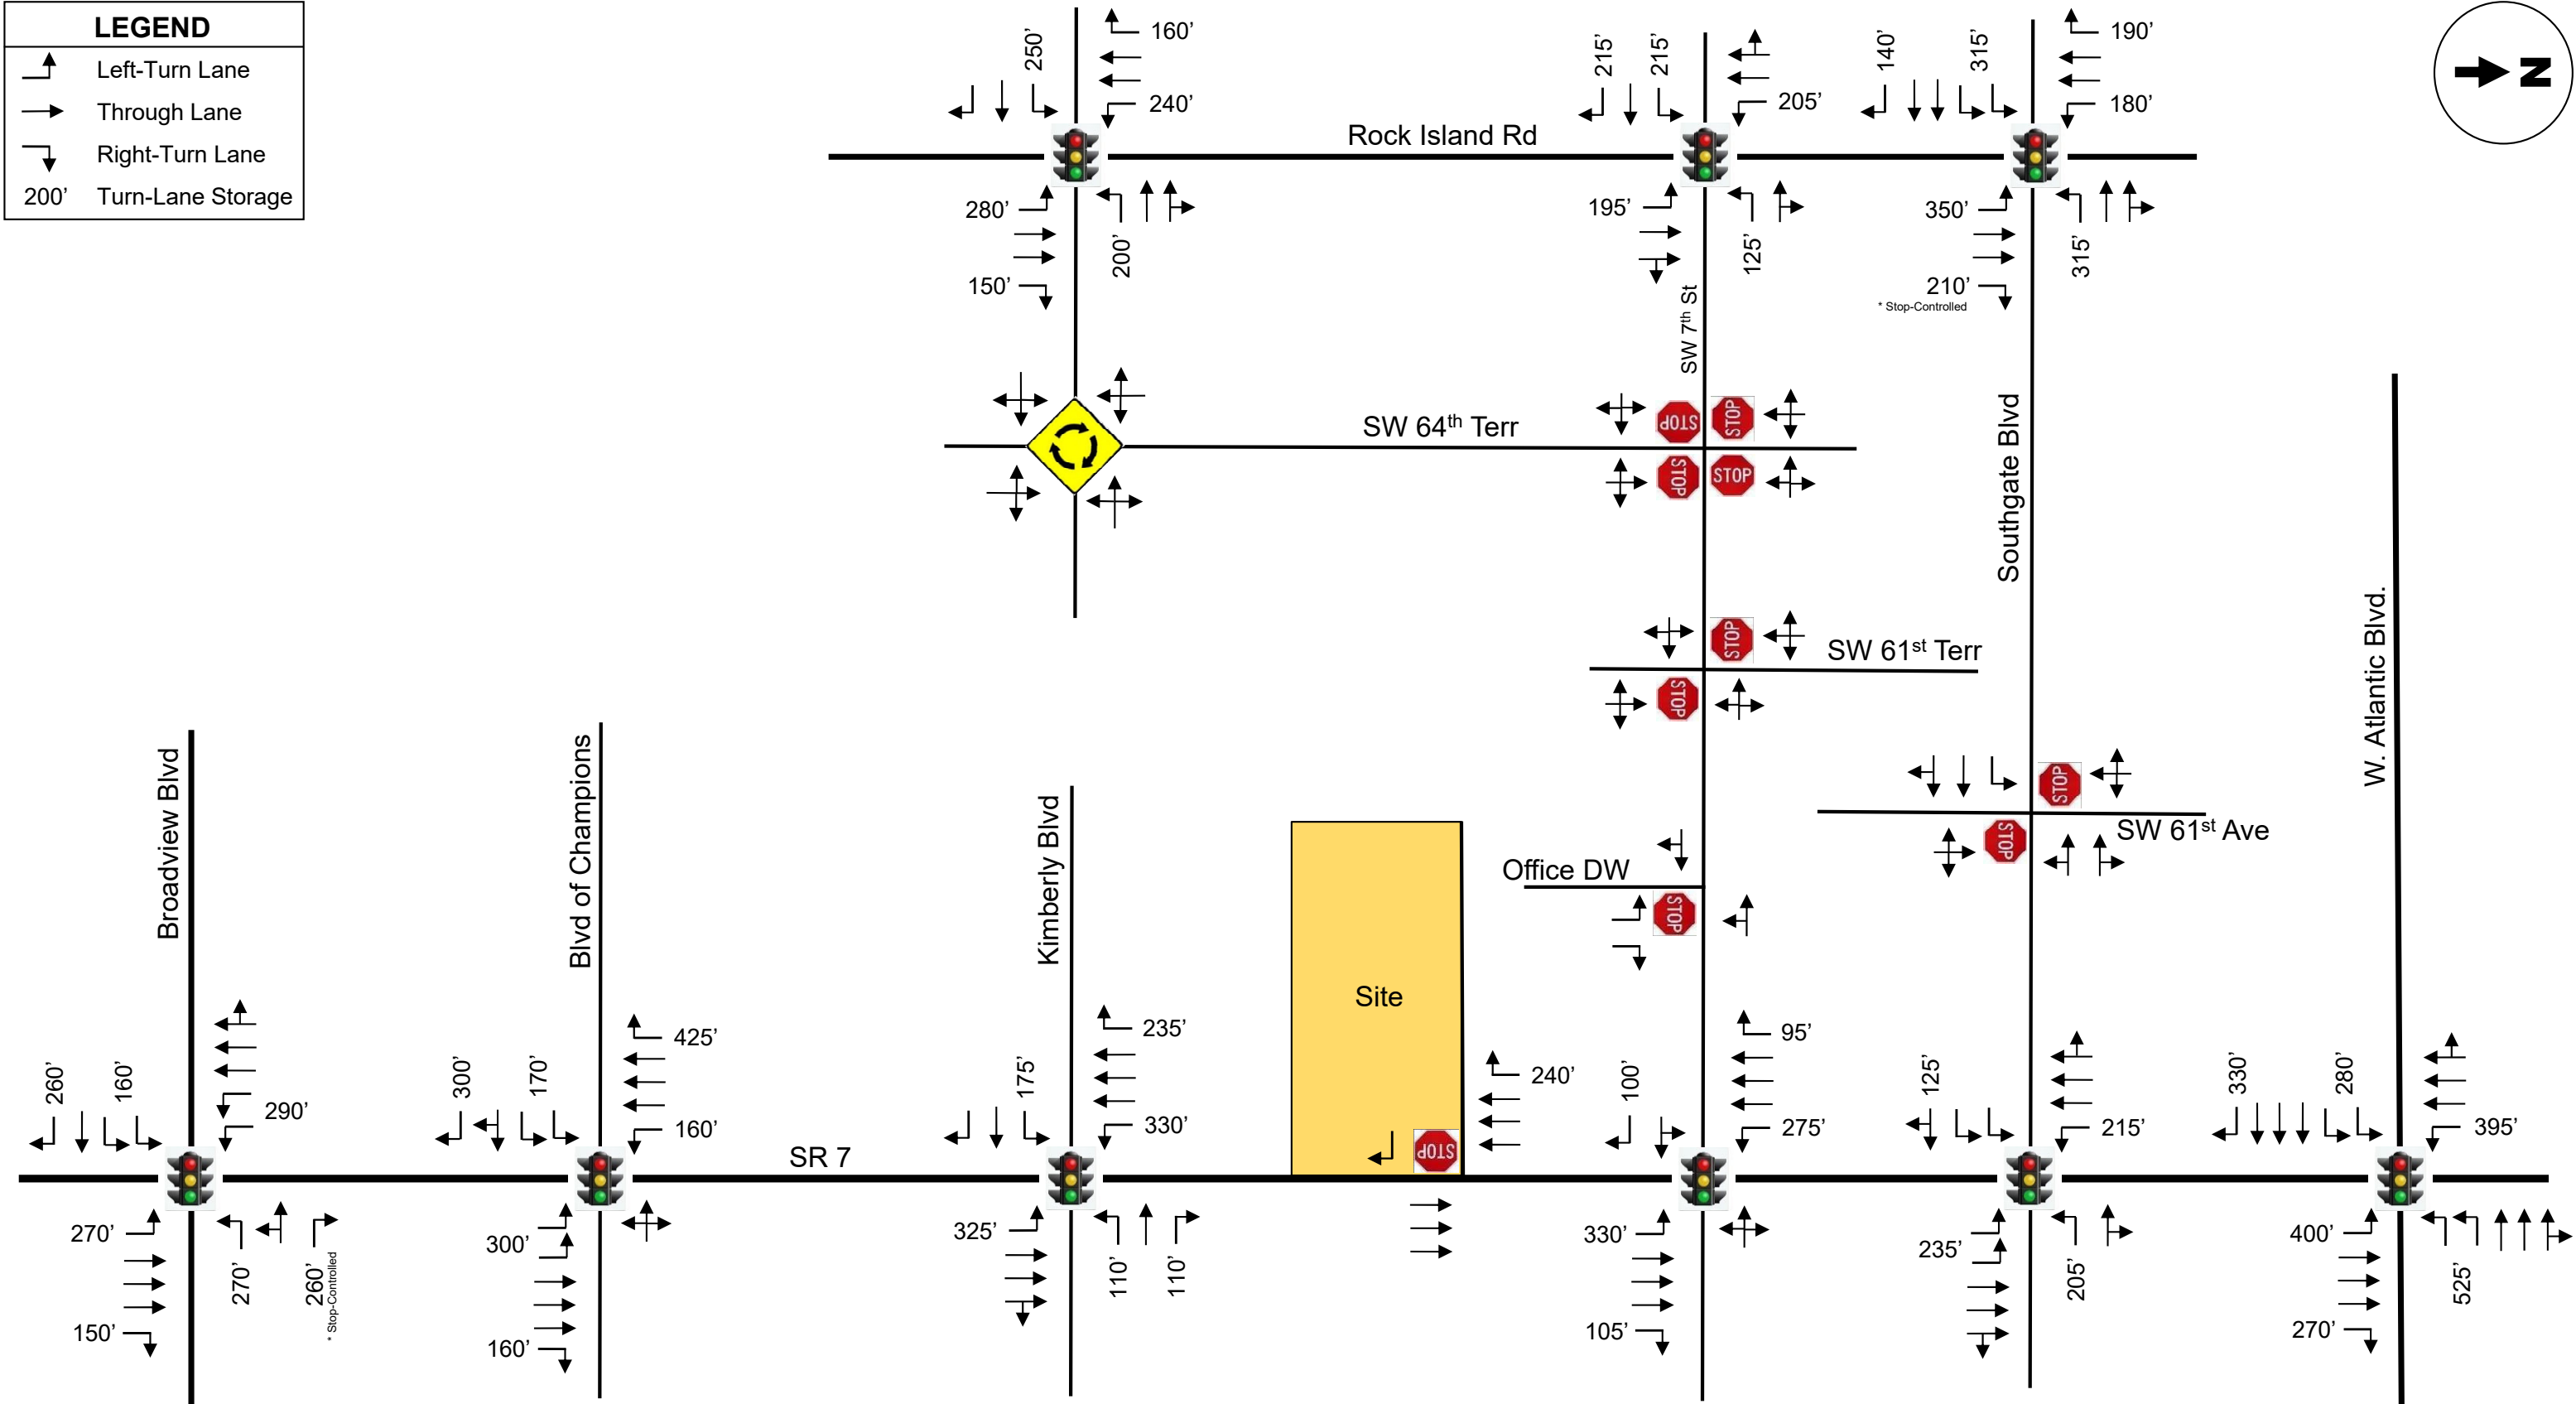 LEGEND
Left-Turn Lane
Through Lane
Right-Turn Lane
200’ Turn-Lane Storage
N
250’
160’
240’
280’
150’
200’
Rock Island Rd
215’
215’
205’
195’
125’
140’
315’
190’
180’
350’
210’
* Stop-Controlled
315’
SW 7th St
SW 64th Terr
STOP
STOP
STOP
STOP
Southgate Blvd
W. Atlantic Blvd.
STOP
SW 61st Terr
STOP
STOP
SW 61st Ave
STOP
Office DW
STOP
Broadview Blvd
Blvd of Champions
Kimberly Blvd
Site
STOP
SR 7
260’
160’
290’
270’
150’
270’
260’
* Stop-Controlled
300’
170’
425’
160’
300’
160’
175’
235’
330’
325’
110’
110’
240’
100’
95’
275’
330’
105’
125’
215’
235’
205’
330’
280’
395’
400’
270’
525’